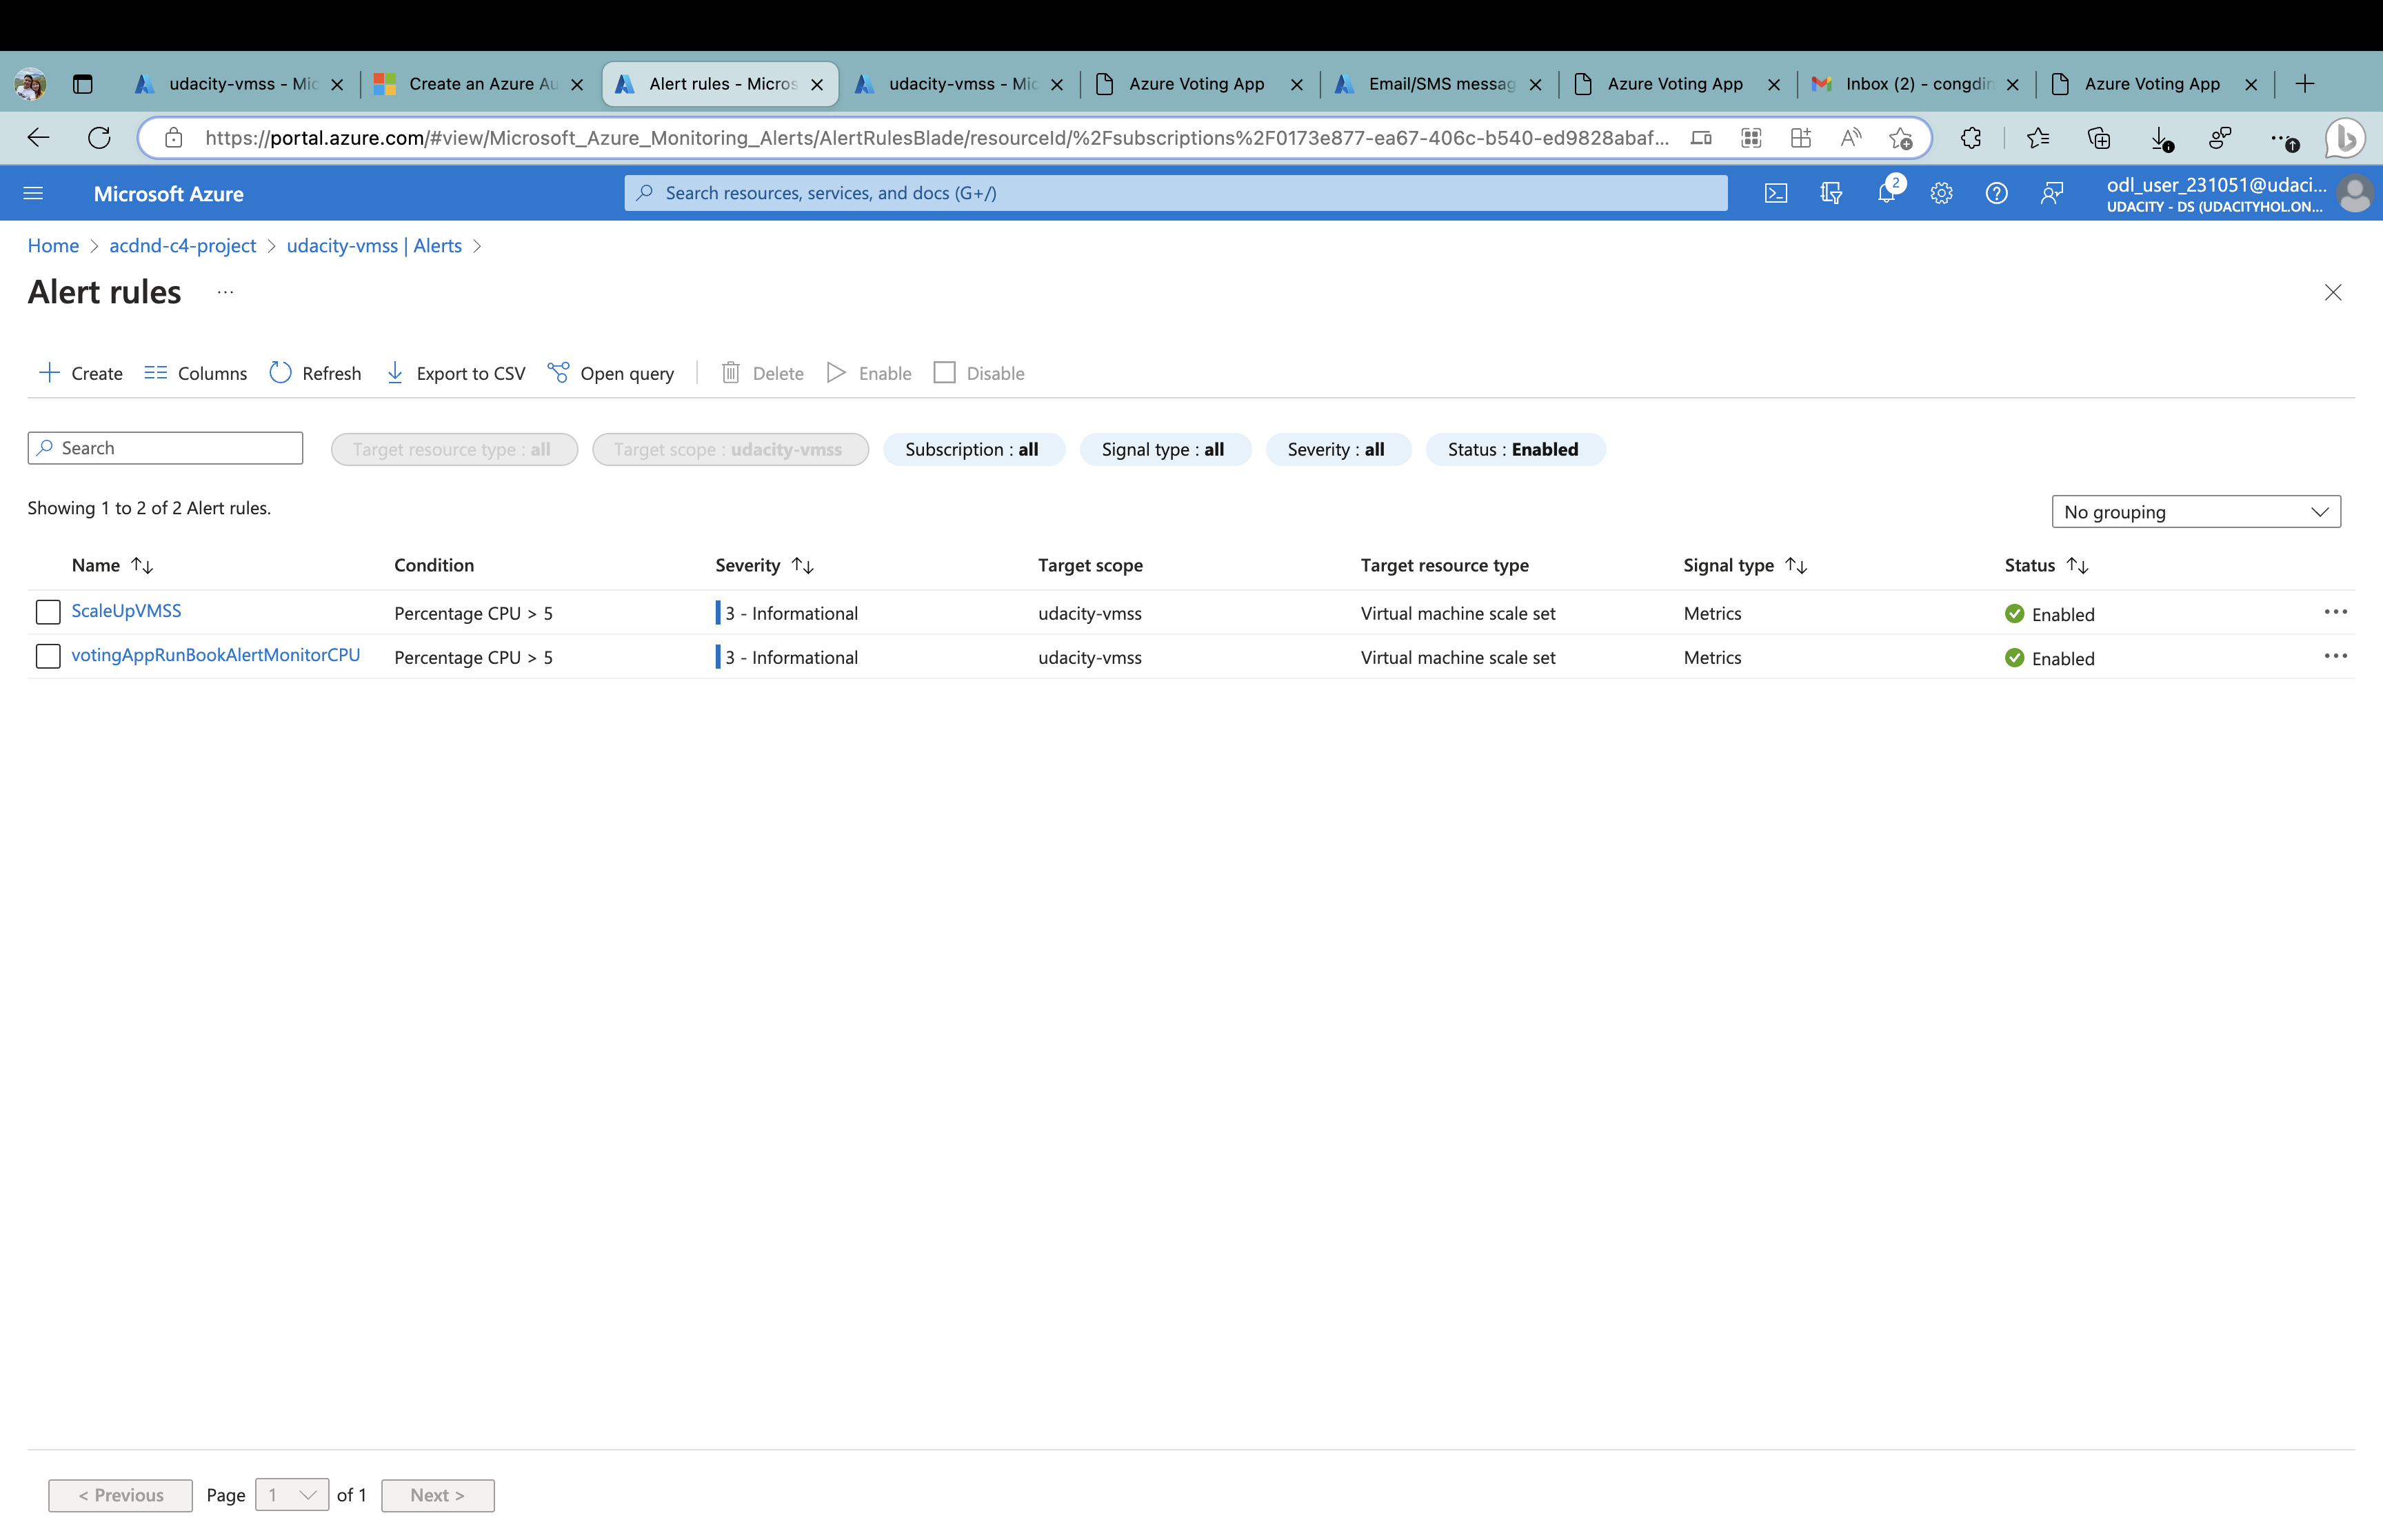 udacity-vmss - Mic
Create an Azure Au
Alert rules - Micros
udacity-vmss - Mic
Azure Voting App
Email/SMS messag
Azure Voting App
Inbox (2) - congdin
Azure Voting App
https://portal.azure.com/#view/Microsoft_Azure_Monitoring_Alerts/AlertRulesBlade/resourceId/%2Fsubscriptions%2F0173e877-ea67-406c-b540-ed9828abaf...
Microsoft Azure
Search resources, services, and docs (G+/)
2
odl_user_231051@udaci...
UDACITY - DS (UDACITYHOL.ON...
Home > acdnd-c4-project > udacity-vmss | Alerts >
Alert rules ...
Create Columns Refresh Export to CSV Open query Delete Enable Disable
Search Target resource type : all Target scope : udacity-vmss Subscription : all Signal type : all Severity : all Status : Enabled
Showing 1 to 2 of 2 Alert rules.
No grouping
Name Condition Severity Target scope Target resource type Signal type Status
ScaleUpVMSS Percentage CPU > 5 3 - Informational udacity-vmss Virtual machine scale set Metrics Enabled
votingAppRunBookAlertMonitorCPU Percentage CPU > 5 3 - Informational udacity-vmss Virtual machine scale set Metrics Enabled
< Previous Page 1 of 1 Next >